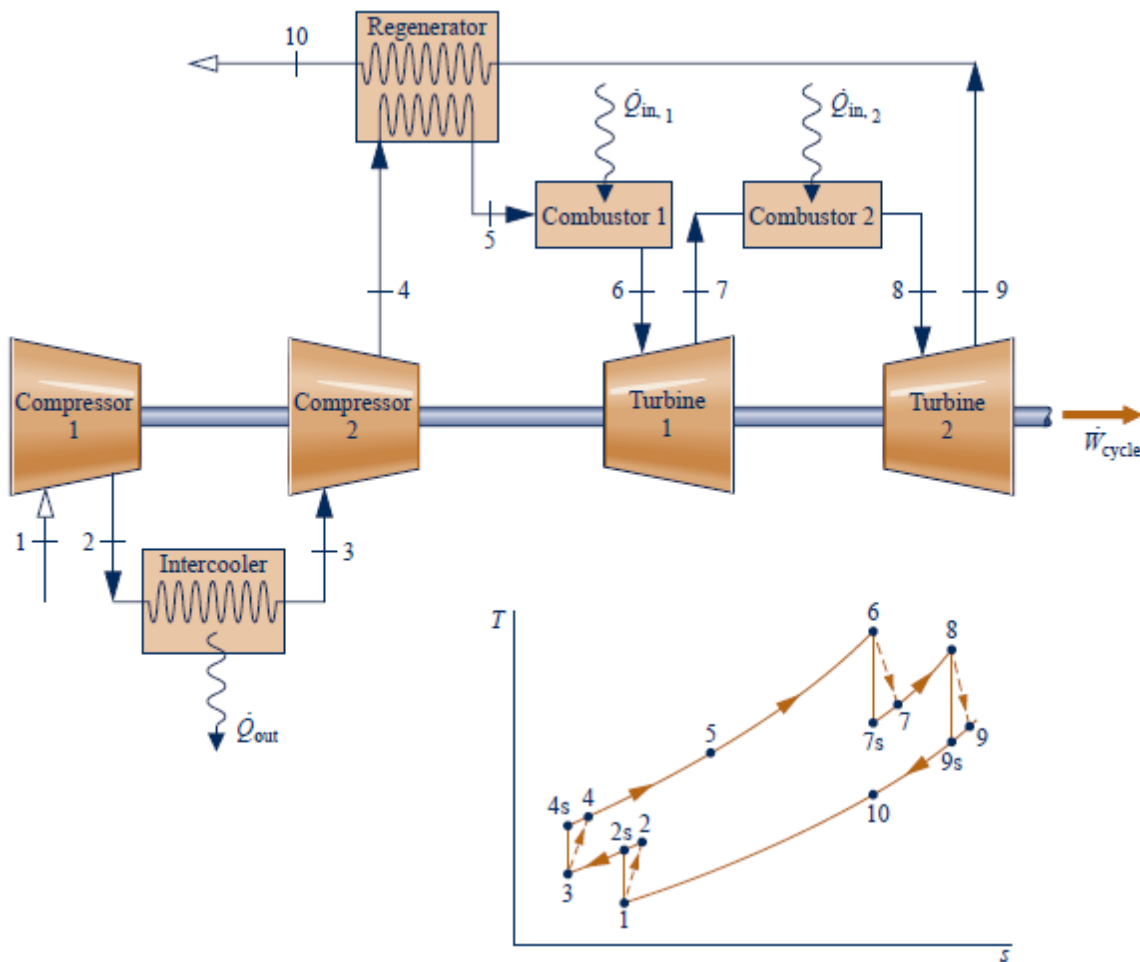 10
Regenerator
Q̇in, 1
Q̇in, 2
Combustor 1
Combustor 2
5
4
6
7
8
9
Compressor
1
Compressor
2
Turbine
1
Turbine
2
Ẇcycle
1
2
3
Intercooler
Q̇out
T
6
8
5
7
7s
9
9s
4s
4
10
2s
2
3
1
s